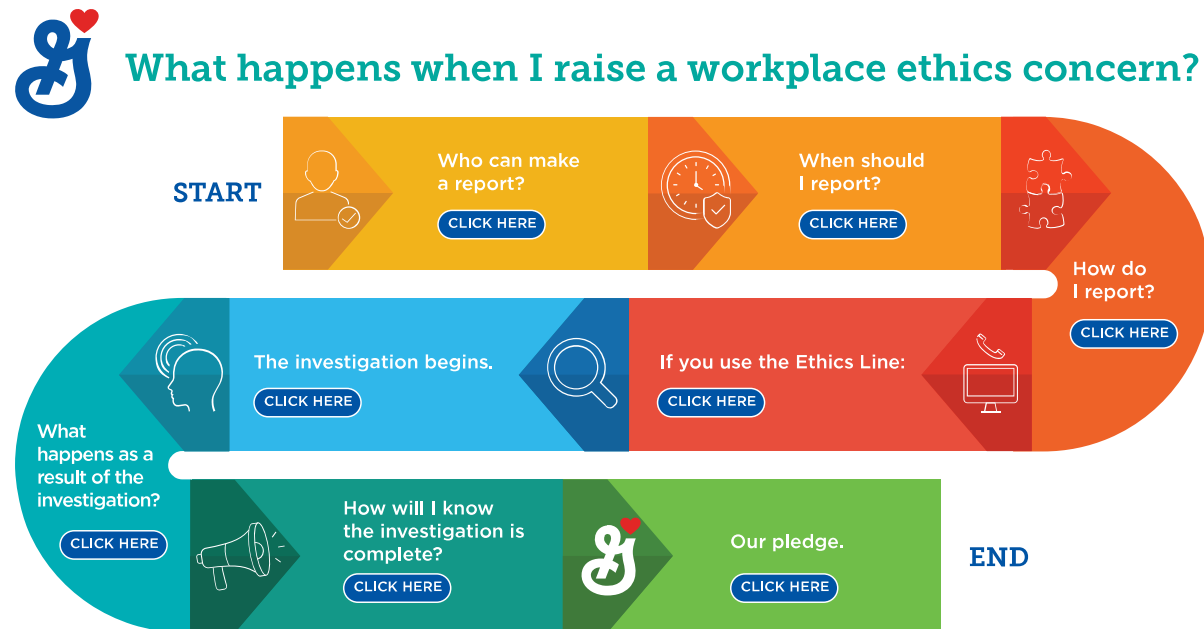 What happens when I raise a workplace ethics concern?
START
Who can make
a report?
CLICK HERE
When should
I report?
CLICK HERE
How do
I report?
CLICK HERE
If you use the Ethics Line:
CLICK HERE
The investigation begins.
CLICK HERE
What
happens as a
result of the
investigation?
CLICK HERE
How will I know
the investigation is
complete?
CLICK HERE
Our pledge.
CLICK HERE
END